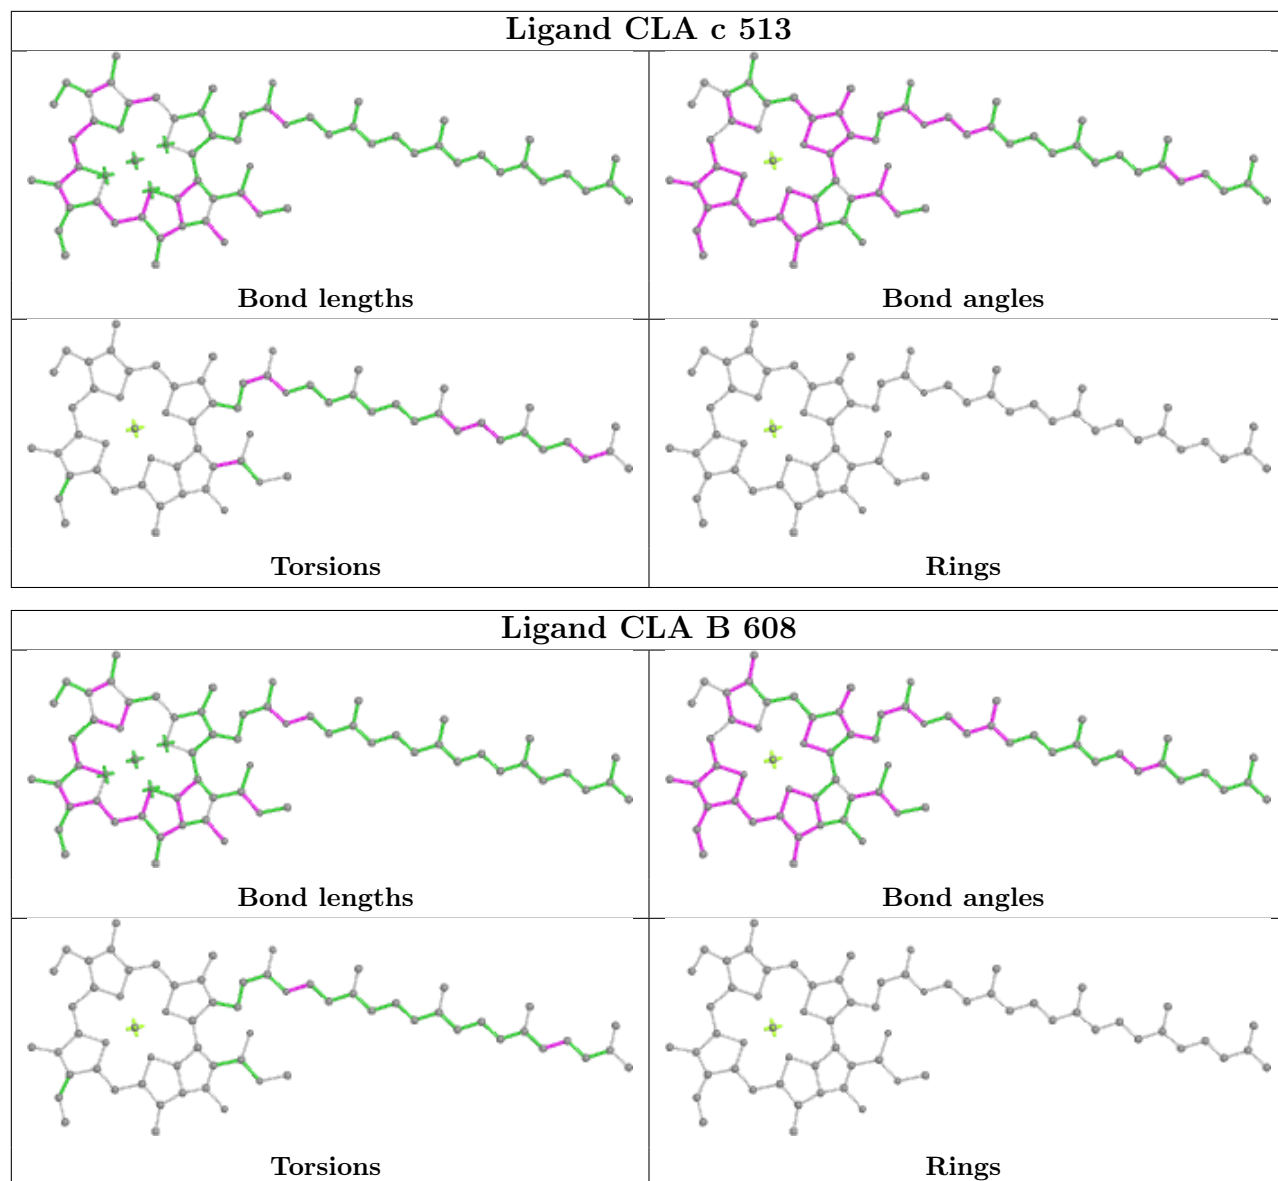 Ligand CLA c 513
Bond lengths
Bond angles
Torsions
Rings
Ligand CLA B 608
Bond lengths
Bond angles
Torsions
Rings